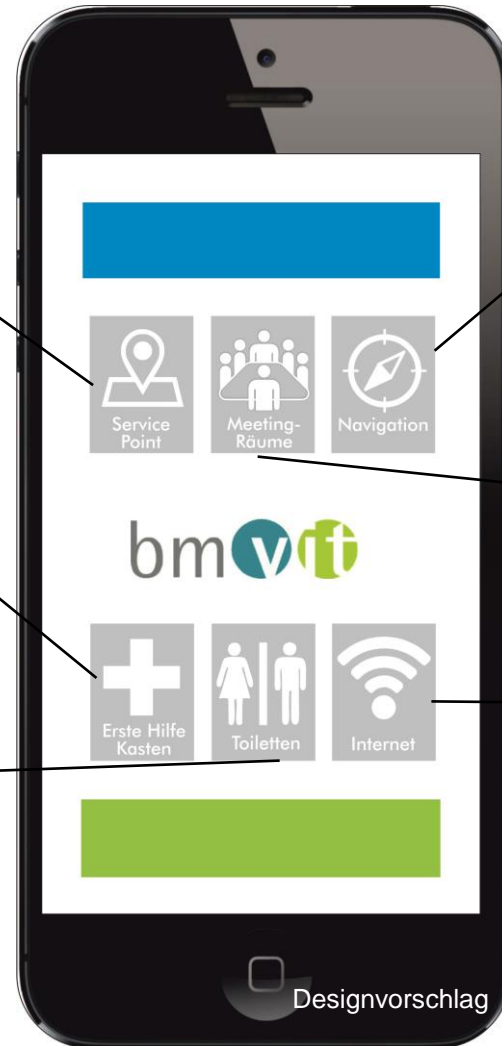 Service
Point
Meeting-
Räume
Navigation
bmvit
Erste Hilfe
Kasten
Toiletten
Internet
Designvorschlag